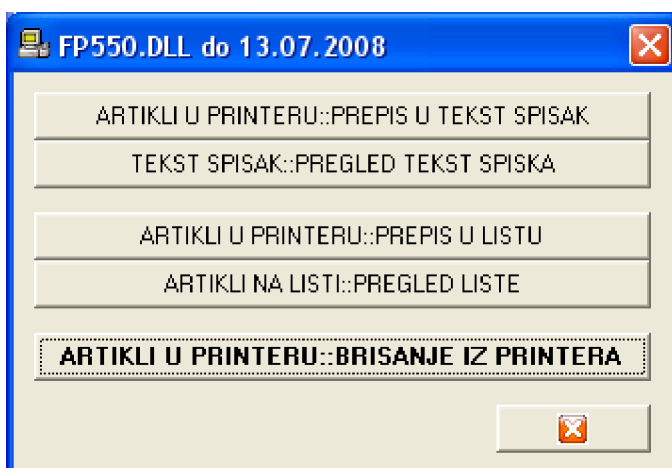 FP550.DLL do 13.07.2008
ARTIKLI U PRINTERU::PREPIS U TEKST SPISAK
TEKST SPISAK::PREGLED TEKST SPISKA
ARTIKLI U PRINTERU::PREPIS U LISTU
ARTIKLI NA LISTI::PREGLED LISTE
ARTIKLI U PRINTERU::BRISANJE IZ PRINTERA